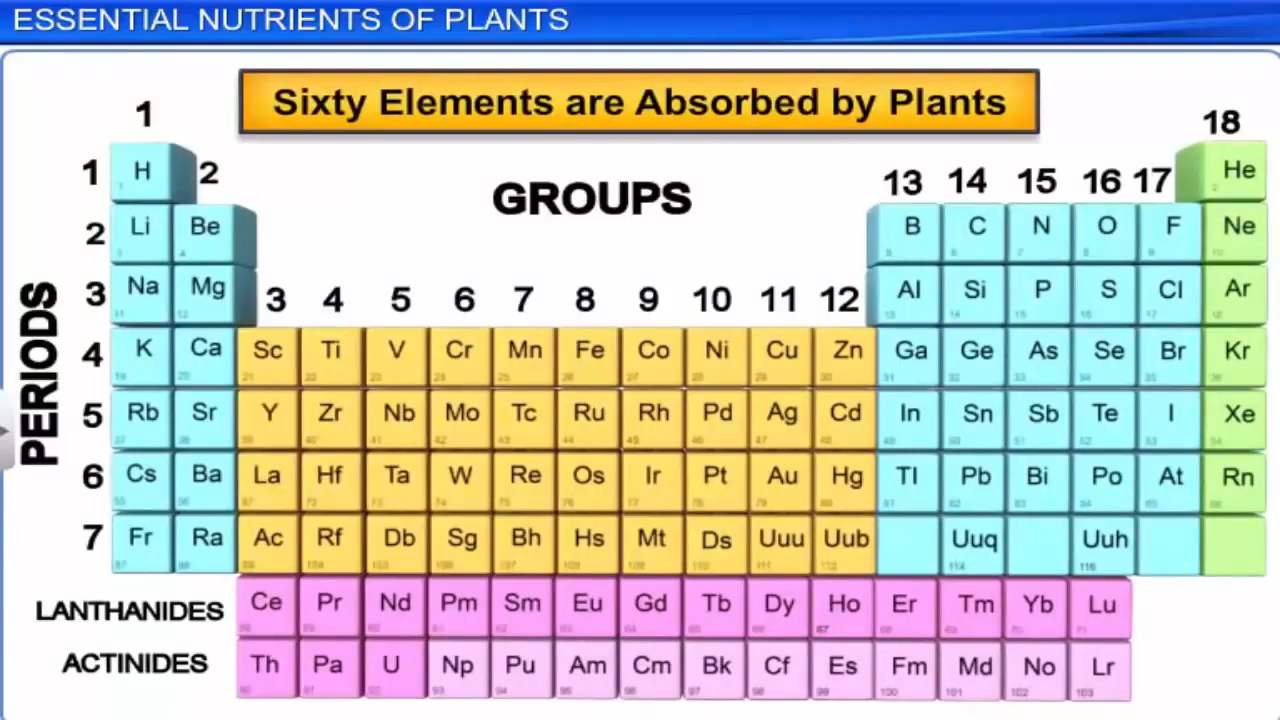 ESSENTIAL NUTRIENTS OF PLANTS
Sixty Elements are Absorbed by Plants
1
18
1 H 2 He
GROUPS
13 14 15 16 17
2 Li Be B C N O F Ne
3 Na Mg Al Si P S Cl Ar
3 4 5 6 7 8 9 10 11 12
PERIODS
4 K Ca Sc Ti V Cr Mn Fe Co Ni Cu Zn Ga Ge As Se Br Kr
5 Rb Sr Y Zr Nb Mo Tc Ru Rh Pd Ag Cd In Sn Sb Te I Xe
6 Cs Ba La Hf Ta W Re Os Ir Pt Au Hg Tl Pb Bi Po At Rn
7 Fr Ra Ac Rf Db Sg Bh Hs Mt Ds Uuu Uub Uuq Uuh
114 116
LANTHANIDES Ce Pr Nd Pm Sm Eu Gd Tb Dy Ho Er Tm Yb Lu
67
ACTINIDES Th Pa U Np Pu Am Cm Bk Cf Es Fm Md No Lr